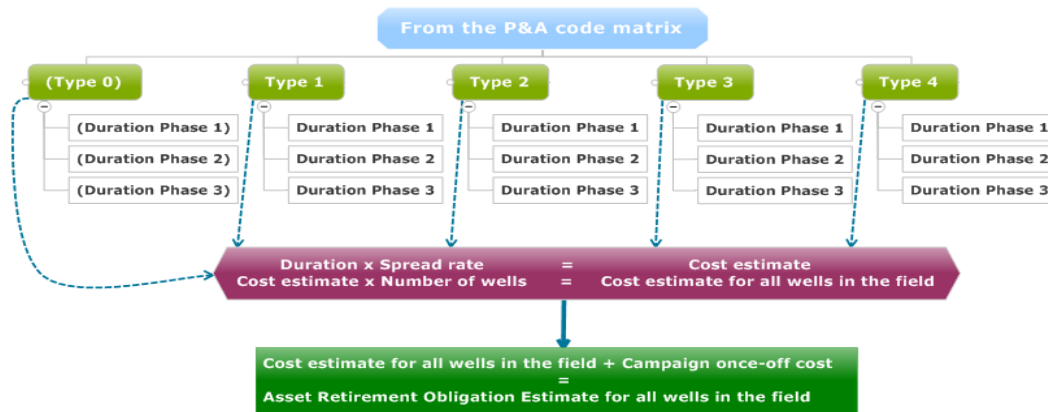 From the P&A code matrix
(Type 0)
Type 1
Type 2
Type 3
Type 4
(Duration Phase 1)
Duration Phase 1
Duration Phase 1
Duration Phase 1
Duration Phase 1
(Duration Phase 2)
Duration Phase 2
Duration Phase 2
Duration Phase 2
Duration Phase 2
(Duration Phase 3)
Duration Phase 3
Duration Phase 3
Duration Phase 3
Duration Phase 3
Duration x Spread rate = Cost estimate
Cost estimate x Number of wells = Cost estimate for all wells in the field
Cost estimate for all wells in the field + Campaign once-off cost
=
Asset Retirement Obligation Estimate for all wells in the field